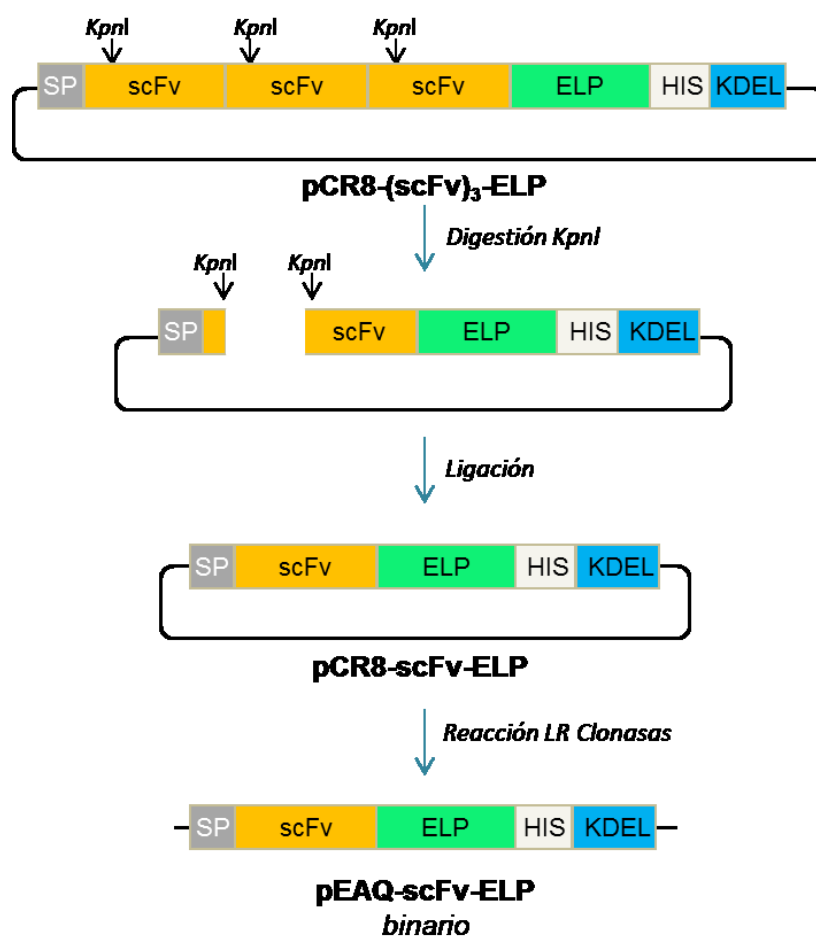 KpnI KpnI KpnI
SP scFv scFv scFv ELP HIS KDEL
pCR8-(scFv)₃-ELP
Digestión KpnI
KpnI KpnI
SP scFv ELP HIS KDEL
Ligación
SP scFv ELP HIS KDEL
pCR8-scFv-ELP
Reacción LR Clonasas
SP scFv ELP HIS KDEL
pEAQ-scFv-ELP
binario